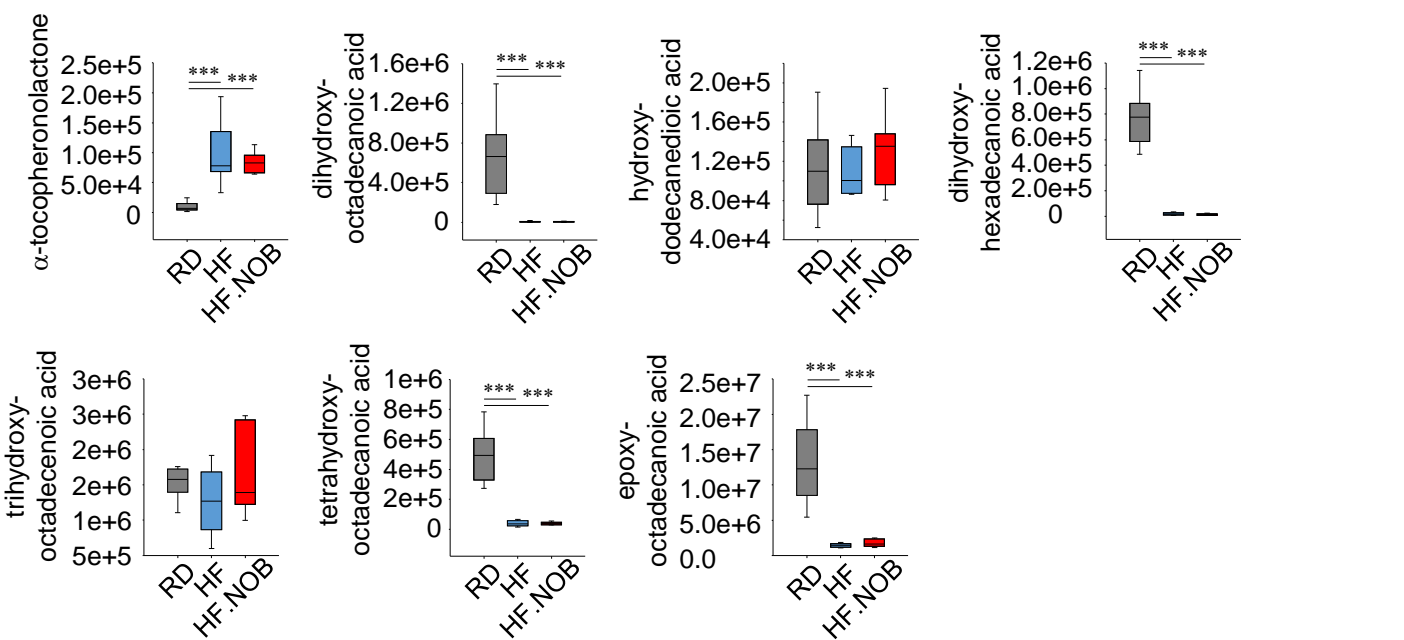 α-tocopheronolactone
2.5e+5
2.0e+5
1.5e+5
1.0e+5
5.0e+4
0
*** ***
RD
HF
HF.NOB
dihydroxy-
octadecanoic acid
1.6e+6
1.2e+6
8.0e+5
4.0e+5
0
*** ***
RD
HF
HF.NOB
hydroxy-
dodecanedioic acid
2.0e+5
1.6e+5
1.2e+5
8.0e+4
4.0e+4
RD
HF
HF.NOB
dihydroxy-
hexadecanoic acid
1.2e+6
1.0e+6
8.0e+5
6.0e+5
4.0e+5
2.0e+5
0
*** ***
RD
HF
HF.NOB
trihydroxy-
octadecenoic acid
3e+6
3e+6
2e+6
2e+6
1e+6
5e+5
RD
HF
HF.NOB
tetrahydroxy-
octadecanoic acid
1e+6
8e+5
6e+5
4e+5
2e+5
0
*** ***
RD
HF
HF.NOB
epoxy-
octadecanoic acid
2.5e+7
2.0e+7
1.5e+7
1.0e+7
5.0e+6
0.0
*** ***
RD
HF
HF.NOB